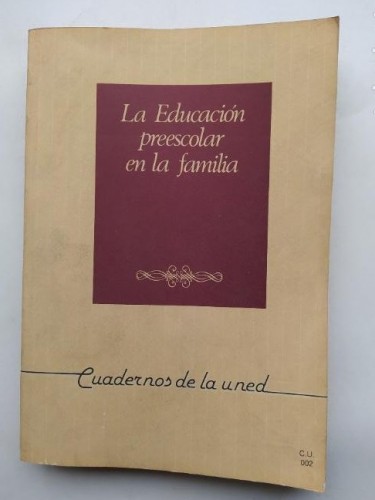 La Educación
preescolar
en la familia
Cuadernos de la uned
C.U.
002